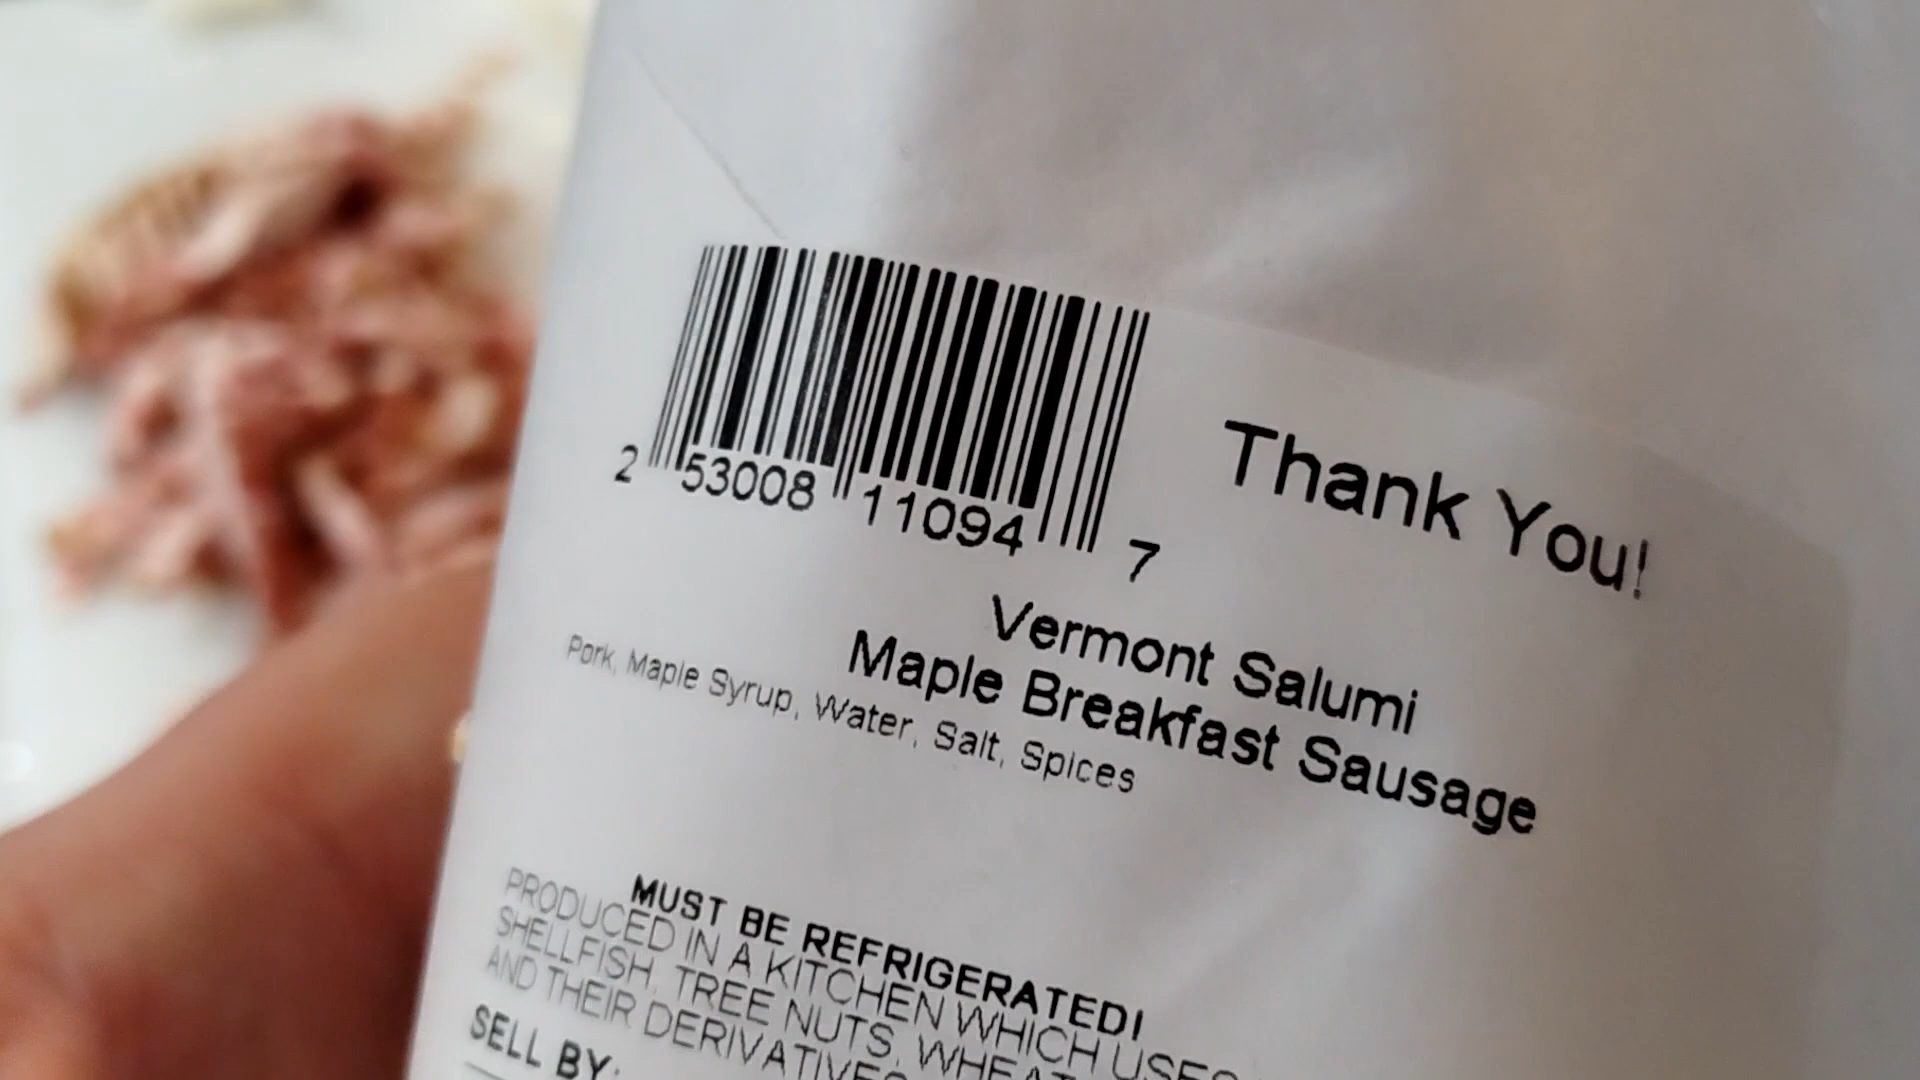 2 53008 11094 7
Thank You!
Vermont Salumi
Maple Breakfast Sausage
Pork, Maple Syrup, Water, Salt, Spices
MUST BE REFRIGERATED!
PRODUCED IN A KITCHEN WHICH USES
SHELLFISH, TREE NUTS, WHEAT
AND THEIR DERIVATIVES
SELL BY: